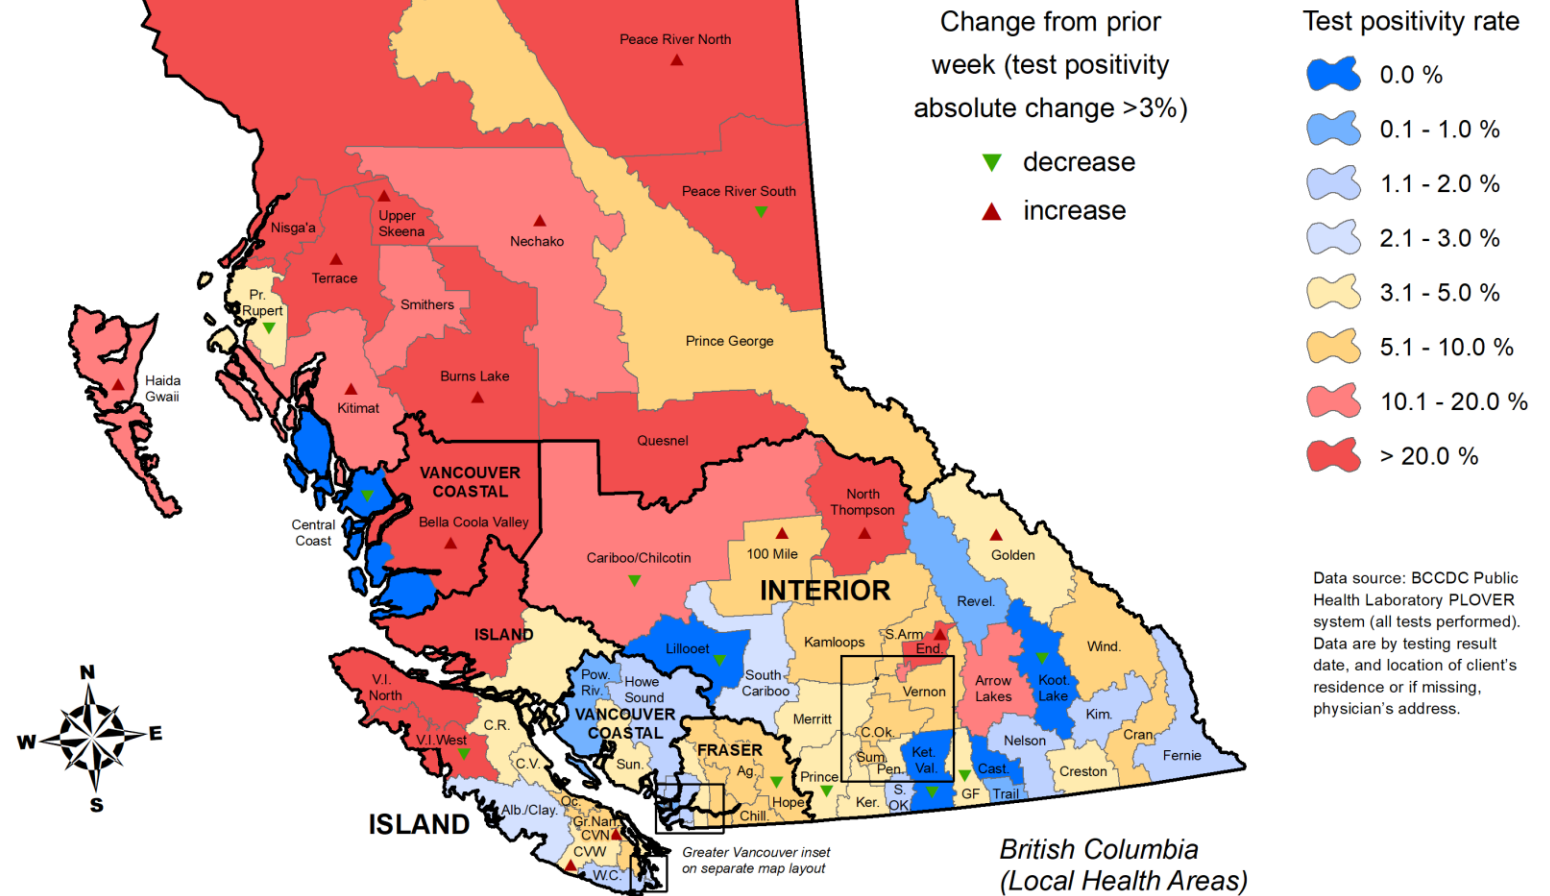 Change from prior
week (test positivity
absolute change >3%)
decrease
increase
Test positivity rate
0.0 %
0.1 - 1.0 %
1.1 - 2.0 %
2.1 - 3.0 %
3.1 - 5.0 %
5.1 - 10.0 %
10.1 - 20.0 %
> 20.0 %
Data source: BCCDC Public
Health Laboratory PLOVER
system (all tests performed).
Data are by testing result
date, and location of client's
residence or if missing,
physician's address.
Peace River North
Peace River South
Upper
Skeena
Nisga'a
Nechako
Terrace
Pr.
Rupert
Smithers
Prince George
Haida
Gwaii
Burns Lake
Kitimat
Quesnel
VANCOUVER
COASTAL
Bella Coola Valley
Central
Coast
North
Thompson
100 Mile
Cariboo/Chilcotin
Golden
INTERIOR
Revel.
ISLAND
Kamloops
S.Arm
End.
Wind.
Lillooet
South
Cariboo
V.I.
North
Pow.
Riv.
Howe
Sound
Arrow
Lakes
Koot.
Lake
Vernon
Merritt
Kim.
C.R.
VANCOUVER
COASTAL
C.Ok.
Cran.
V.I.West
FRASER
Nelson
Fernie
C.V.
Sun.
Ag.
Prince
Sum.
Pen.
Ket.
Val.
Cast.
Creston
GF
Trail
S.
OK
Ker.
Hope
Chill.
Alb./Clay.
Oc.
Gr.Nan
CVN
CVW
W.C.
ISLAND
N
W
E
S
Greater Vancouver inset
on separate map layout
British Columbia
(Local Health Areas)